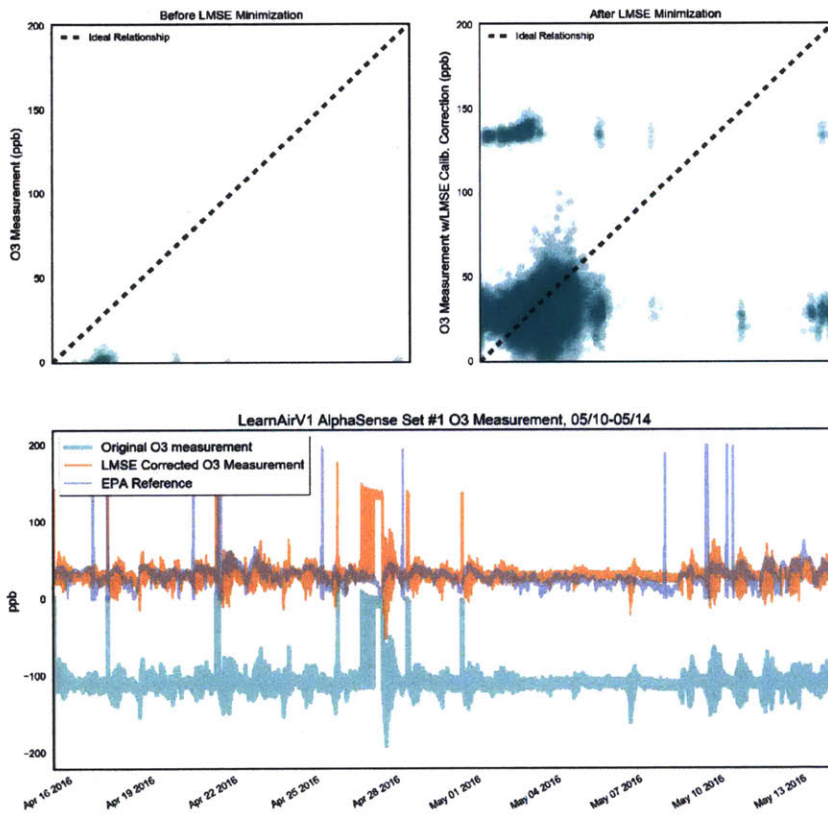 Before LMSE Minimization
200
Ideal Relationship
150
100
50
0
O3 Measurement (ppb)
After LMSE Minimization
200
Ideal Relationship
150
100
50
0
O3 Measurement w/LMSE Calib. Correction (ppb)
LearnAirV1 AlphaSense Set #1 O3 Measurement, 05/10-05/14
200
Original O3 measurement
LMSE Corrected O3 Measurement
EPA Reference
100
0
-100
-200
ppb
Apr 16 2016
Apr 19 2016
Apr 22 2016
Apr 25 2016
Apr 28 2016
May 01 2016
May 04 2016
May 07 2016
May 10 2016
May 13 2016